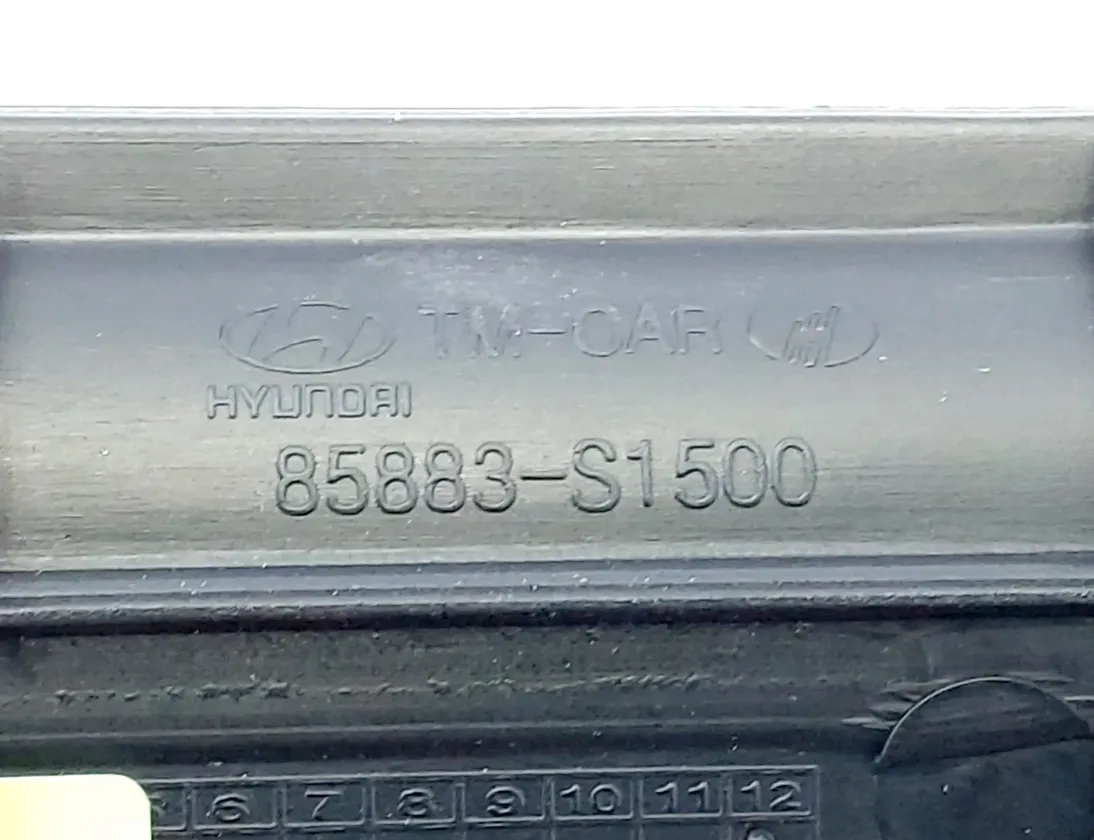 TM-CAR
HYUNDAI
85883-S1500
6 7 8 9 10 11 12